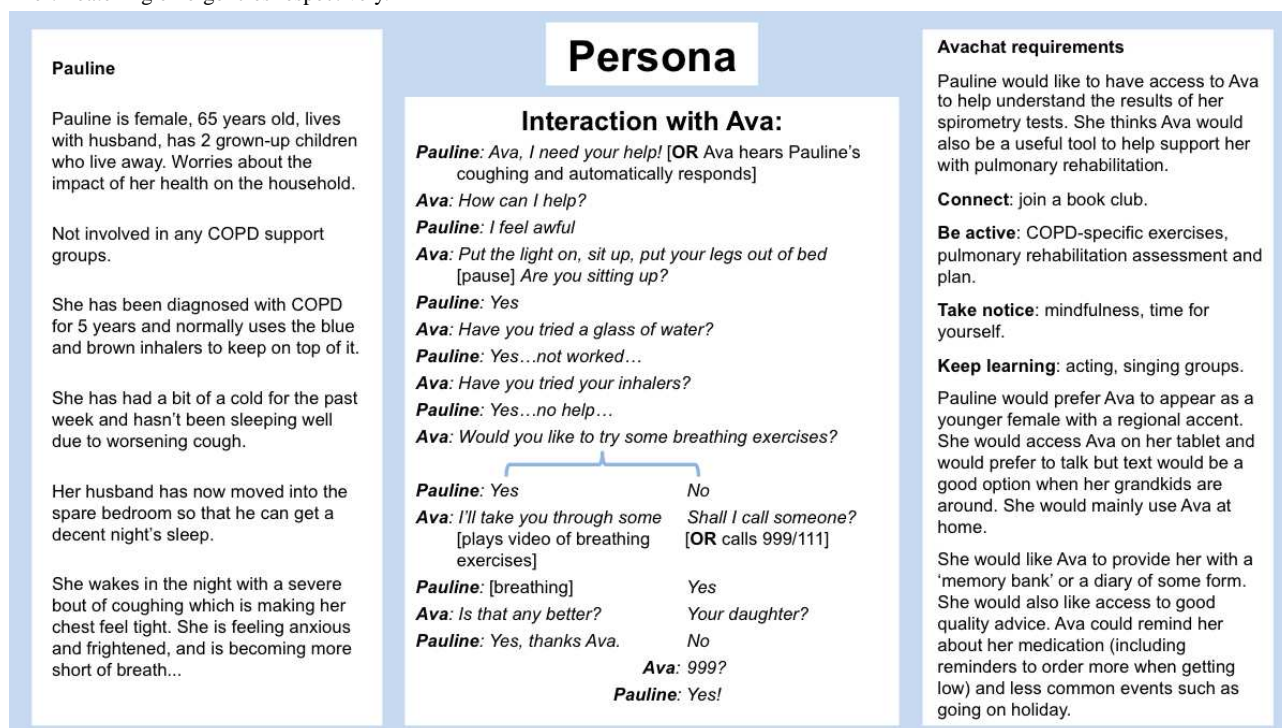 Persona
Pauline
Pauline is female, 65 years old, lives
with husband, has 2 grown-up children
who live away. Worries about the
impact of her health on the household.
Not involved in any COPD support
groups.
She has been diagnosed with COPD
for 5 years and normally uses the blue
and brown inhalers to keep on top of it.
She has had a bit of a cold for the past
week and hasn't been sleeping well
due to worsening cough.
Her husband has now moved into the
spare bedroom so that he can get a
decent night's sleep.
She wakes in the night with a severe
bout of coughing which is making her
chest feel tight. She is feeling anxious
and frightened, and is becoming more
short of breath...
Interaction with Ava:
Pauline: Ava, I need your help! [OR Ava hears Pauline's
coughing and automatically responds]
Ava: How can I help?
Pauline: I feel awful
Ava: Put the light on, sit up, put your legs out of bed
[pause] Are you sitting up?
Pauline: Yes
Ava: Have you tried a glass of water?
Pauline: Yes…not worked…
Ava: Have you tried your inhalers?
Pauline: Yes…no help…
Ava: Would you like to try some breathing exercises?
Pauline: Yes No
Ava: I'll take you through some Shall I call someone?
[plays video of breathing [OR calls 999/111]
exercises]
Pauline: [breathing] Yes
Ava: Is that any better? Your daughter?
Pauline: Yes, thanks Ava. No
Ava: 999?
Pauline: Yes!
Avachat requirements
Pauline would like to have access to Ava
to help understand the results of her
spirometry tests. She thinks Ava would
also be a useful tool to help support her
with pulmonary rehabilitation.
Connect: join a book club.
Be active: COPD-specific exercises,
pulmonary rehabilitation assessment and
plan.
Take notice: mindfulness, time for
yourself.
Keep learning: acting, singing groups.
Pauline would prefer Ava to appear as a
younger female with a regional accent.
She would access Ava on her tablet and
would prefer to talk but text would be a
good option when her grandkids are
around. She would mainly use Ava at
home.
She would like Ava to provide her with a
'memory bank' or a diary of some form.
She would also like access to good
quality advice. Ava could remind her
about her medication (including
reminders to order more when getting
low) and less common events such as
going on holiday.